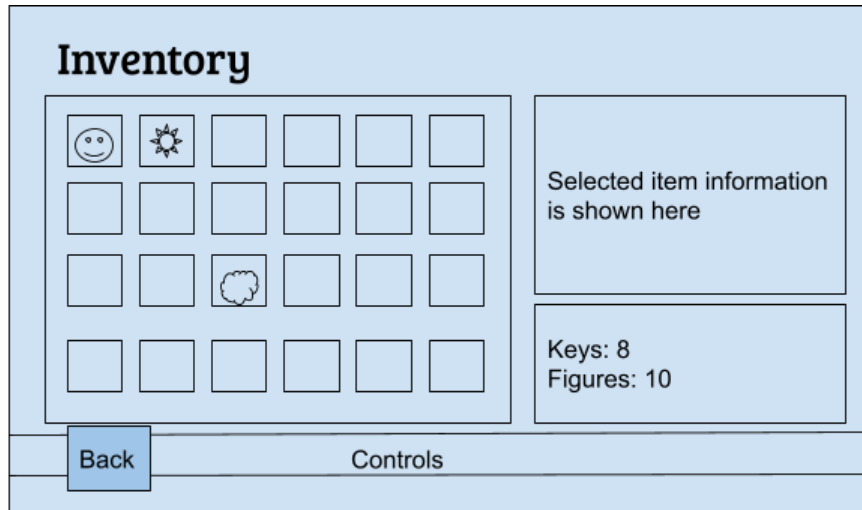 Inventory
Selected item information
is shown here
Keys: 8
Figures: 10
Back
Controls